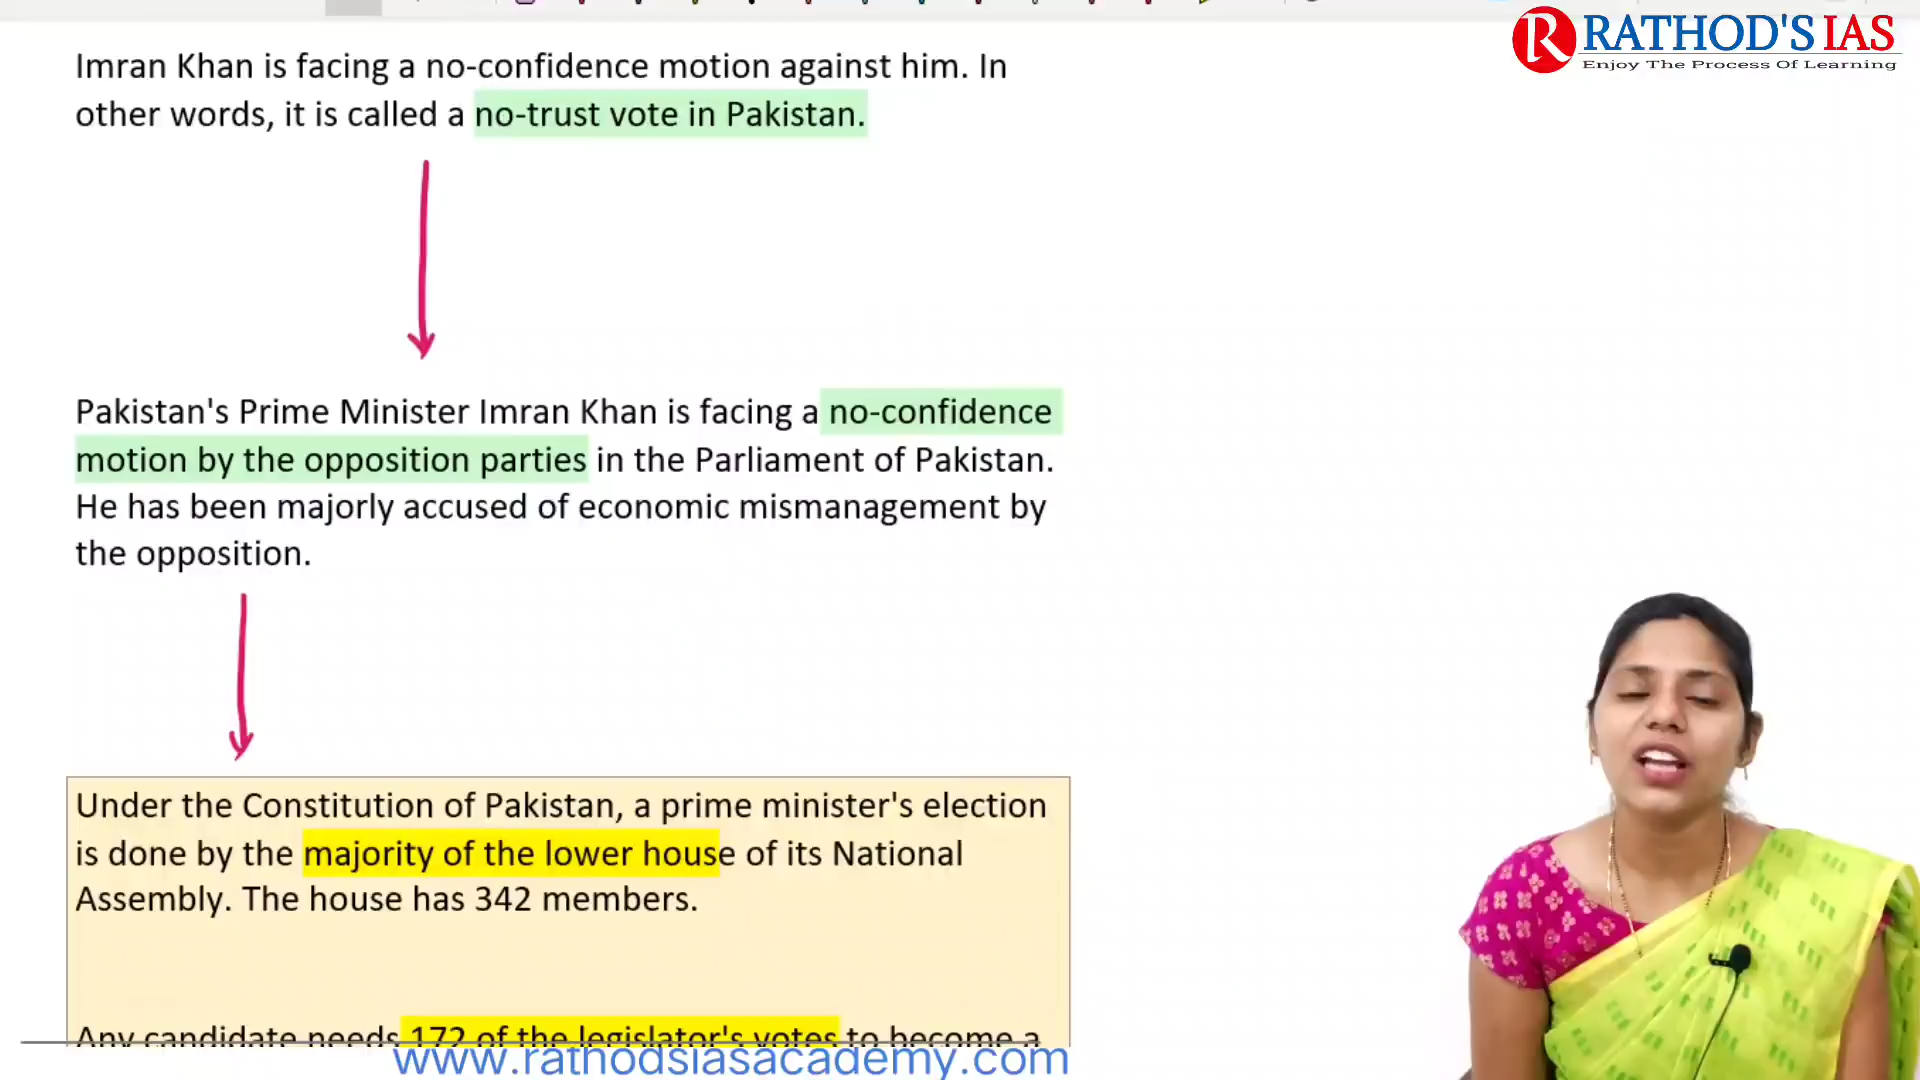 RATHOD'S IAS
Enjoy The Process Of Learning
Imran Khan is facing a no-confidence motion against him. In
other words, it is called a no-trust vote in Pakistan.
Pakistan's Prime Minister Imran Khan is facing a no-confidence
motion by the opposition parties in the Parliament of Pakistan.
He has been majorly accused of economic mismanagement by
the opposition.
Under the Constitution of Pakistan, a prime minister's election
is done by the majority of the lower house of its National
Assembly. The house has 342 members.
Any candidate needs 172 of the legislator's votes to become a
www.rathodsiasacademy.com